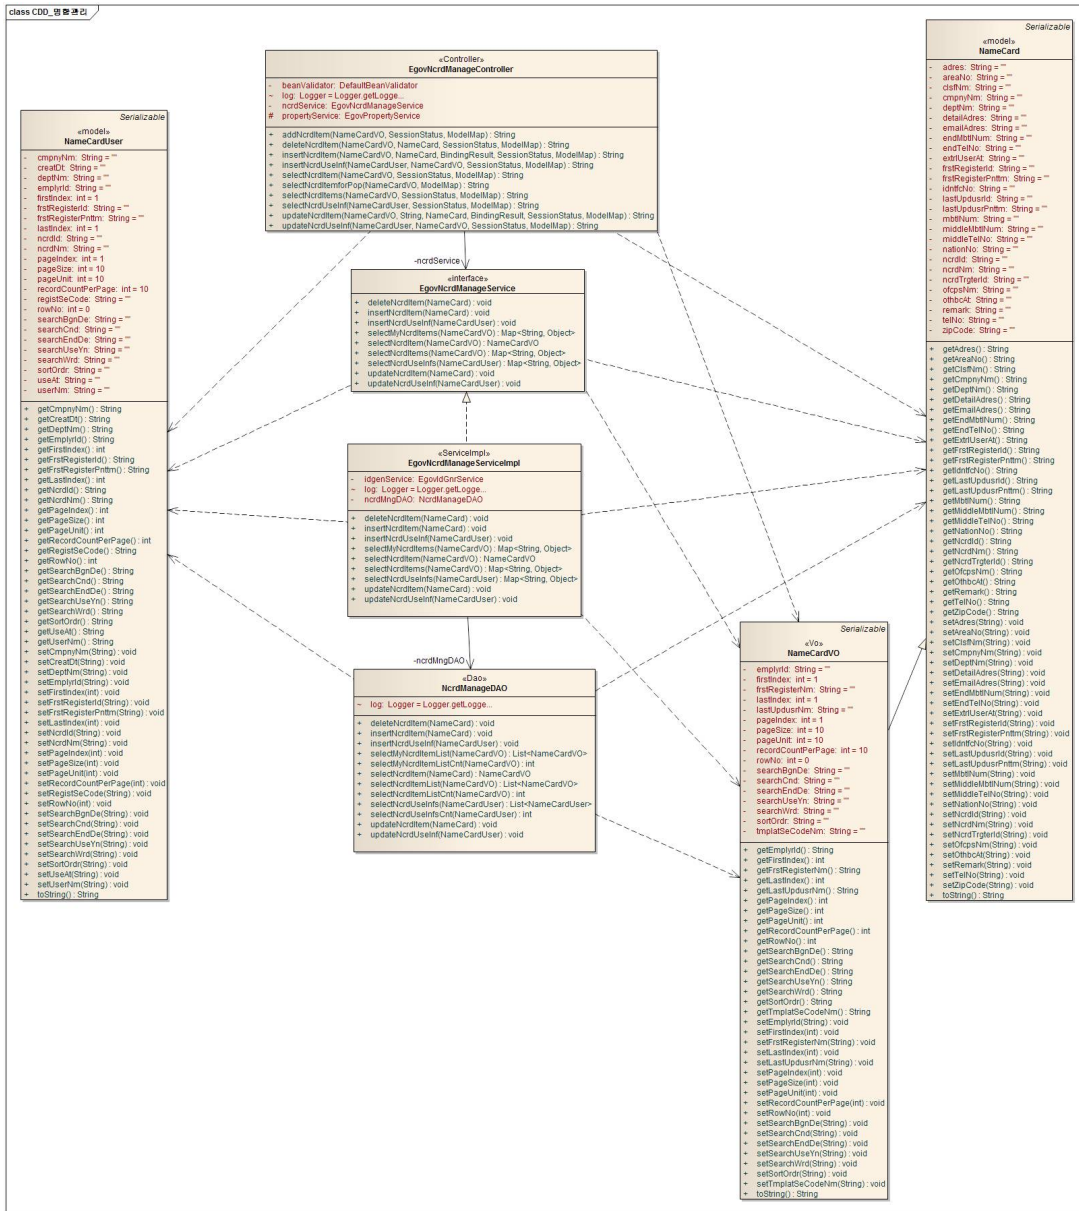 class CDD_명함관리
«Controller»
EgovNcrdManageController
- beanValidator: DefaultBeanValidator
~ log: Logger = Logger.getLogge...
- ncrdService: EgovNcrdManageService
# propertyService: EgovPropertyService
+ addNcrdItem(NameCardVO, SessionStatus, ModelMap) : String
+ deleteNcrdItem(NameCardVO, NameCard, SessionStatus, ModelMap) : String
+ insertNcrdItem(NameCardVO, NameCard, BindingResult, SessionStatus, ModelMap) : String
+ insertNcrdUseInf(NameCardUser, NameCardVO, SessionStatus, ModelMap) : String
+ selectNcrdItem(NameCardVO, SessionStatus, ModelMap) : String
+ selectNcrdItemforPop(NameCardVO, ModelMap) : String
+ selectNcrdItems(NameCardVO, SessionStatus, ModelMap) : String
+ selectNcrdUseInf(NameCardUser, SessionStatus, ModelMap) : String
+ updateNcrdItem(NameCardVO, String, NameCard, BindingResult, SessionStatus, ModelMap) : String
+ updateNcrdUseInf(NameCardUser, NameCardVO, SessionStatus, ModelMap) : String
Serializable
«model»
NameCardUser
- cmpnyNm: String = ""
- creatDt: String = ""
- deptNm: String = ""
- emplyrId: String = ""
- firstIndex: int = 1
- frstRegisterId: String = ""
- frstRegisterPnttm: String = ""
- lastIndex: int = 1
- ncrdId: String = ""
- ncrdNm: String = ""
- pageIndex: int = 1
- pageSize: int = 10
- pageUnit: int = 10
- recordCountPerPage: int = 10
- registSeCode: String = ""
- rowNo: int = 0
- searchBgnDe: String = ""
- searchCnd: String = ""
- searchEndDe: String = ""
- searchUseYn: String = ""
- searchWrd: String = ""
- sortOrdr: String = ""
- useAt: String = ""
- userNm: String = ""
+ getCmpnyNm() : String
+ getCreatDt() : String
+ getDeptNm() : String
+ getEmplyrId() : String
+ getFirstIndex() : int
+ getFrstRegisterId() : String
+ getFrstRegisterPnttm() : String
+ getLastIndex() : int
+ getNcrdId() : String
+ getNcrdNm() : String
+ getPageIndex() : int
+ getPageSize() : int
+ getPageUnit() : int
+ getRecordCountPerPage() : int
+ getRegistSeCode() : String
+ getRowNo() : int
+ getSearchBgnDe() : String
+ getSearchCnd() : String
+ getSearchEndDe() : String
+ getSearchUseYn() : String
+ getSearchWrd() : String
+ getSortOrdr() : String
+ getUseAt() : String
+ getUserNm() : String
+ setCmpnyNm(String) : void
+ setCreatDt(String) : void
+ setDeptNm(String) : void
+ setEmplyrId(String) : void
+ setFirstIndex(int) : void
+ setFrstRegisterId(String) : void
+ setFrstRegisterPnttm(String) : void
+ setLastIndex(int) : void
+ setNcrdId(String) : void
+ setNcrdNm(String) : void
+ setPageIndex(int) : void
+ setPageSize(int) : void
+ setPageUnit(int) : void
+ setRecordCountPerPage(int) : void
+ setRegistSeCode(String) : void
+ setRowNo(int) : void
+ setSearchBgnDe(String) : void
+ setSearchCnd(String) : void
+ setSearchEndDe(String) : void
+ setSearchUseYn(String) : void
+ setSearchWrd(String) : void
+ setSortOrdr(String) : void
+ setUseAt(String) : void
+ setUserNm(String) : void
+ toString() : String
-ncrdService
«interface»
EgovNcrdManageService
+ deleteNcrdItem(NameCard) : void
+ insertNcrdItem(NameCard) : void
+ insertNcrdUseInf(NameCardUser) : void
+ selectMyNcrdItems(NameCardVO) : Map<String, Object>
+ selectNcrdItem(NameCardVO) : NameCardVO
+ selectNcrdItems(NameCardVO) : Map<String, Object>
+ selectNcrdUseInfs(NameCardUser) : Map<String, Object>
+ updateNcrdItem(NameCard) : void
+ updateNcrdUseInf(NameCardUser) : void
«ServiceImpl»
EgovNcrdManageServiceImpl
- idgenService: EgovIdGnrService
~ log: Logger = Logger.getLogge...
- ncrdMngDAO: NcrdManageDAO
+ deleteNcrdItem(NameCard) : void
+ insertNcrdItem(NameCard) : void
+ insertNcrdUseInf(NameCardUser) : void
+ selectMyNcrdItems(NameCardVO) : Map<String, Object>
+ selectNcrdItem(NameCardVO) : NameCardVO
+ selectNcrdItems(NameCardVO) : Map<String, Object>
+ selectNcrdUseInfs(NameCardUser) : Map<String, Object>
+ updateNcrdItem(NameCard) : void
+ updateNcrdUseInf(NameCardUser) : void
-ncrdMngDAO
«Dao»
NcrdManageDAO
~ log: Logger = Logger.getLogge...
+ deleteNcrdItem(NameCard) : void
+ insertNcrdItem(NameCard) : void
+ insertNcrdUseInf(NameCardUser) : void
+ selectMyNcrdItemList(NameCardVO) : List<NameCardVO>
+ selectMyNcrdItemListCnt(NameCardVO) : int
+ selectNcrdItem(NameCard) : NameCardVO
+ selectNcrdItemList(NameCardVO) : List<NameCardVO>
+ selectNcrdItemListCnt(NameCardVO) : int
+ selectNcrdUseInfs(NameCardUser) : List<NameCardUser>
+ selectNcrdUseInfsCnt(NameCardUser) : int
+ updateNcrdItem(NameCard) : void
+ updateNcrdUseInf(NameCardUser) : void
Serializable
«Vo»
NameCardVO
- emplyrId: String = ""
- firstIndex: int = 1
- frstRegisterNm: String = ""
- lastIndex: int = 1
- lastUpdusrNm: String = ""
- pageIndex: int = 1
- pageSize: int = 10
- pageUnit: int = 10
- recordCountPerPage: int = 10
- rowNo: int = 0
- searchBgnDe: String = ""
- searchCnd: String = ""
- searchEndDe: String = ""
- searchUseYn: String = ""
- searchWrd: String = ""
- sortOrdr: String = ""
- tmplatSeCodeNm: String = ""
+ getEmplyrId() : String
+ getFirstIndex() : int
+ getFrstRegisterNm() : String
+ getLastIndex() : int
+ getLastUpdusrNm() : String
+ getPageIndex() : int
+ getPageSize() : int
+ getPageUnit() : int
+ getRecordCountPerPage() : int
+ getRowNo() : int
+ getSearchBgnDe() : String
+ getSearchCnd() : String
+ getSearchEndDe() : String
+ getSearchUseYn() : String
+ getSearchWrd() : String
+ getSortOrdr() : String
+ getTmplatSeCodeNm() : String
+ setEmplyrId(String) : void
+ setFirstIndex(int) : void
+ setFrstRegisterNm(String) : void
+ setLastIndex(int) : void
+ setLastUpdusrNm(String) : void
+ setPageIndex(int) : void
+ setPageSize(int) : void
+ setPageUnit(int) : void
+ setRecordCountPerPage(int) : void
+ setRowNo(int) : void
+ setSearchBgnDe(String) : void
+ setSearchCnd(String) : void
+ setSearchEndDe(String) : void
+ setSearchUseYn(String) : void
+ setSearchWrd(String) : void
+ setSortOrdr(String) : void
+ setTmplatSeCodeNm(String) : void
+ toString() : String
Serializable
«model»
NameCard
- adres: String = ""
- areaNo: String = ""
- clsfNm: String = ""
- cmpnyNm: String = ""
- deptNm: String = ""
- detailAdres: String = ""
- emailAdres: String = ""
- endMbtlNum: String = ""
- endTelNo: String = ""
- extrlUserAt: String = ""
- frstRegisterId: String = ""
- frstRegisterPnttm: String = ""
- idntfcNo: String = ""
- lastUpdusrId: String = ""
- lastUpdusrPnttm: String = ""
- mbtlNum: String = ""
- middleMbtlNum: String = ""
- middleTelNo: String = ""
- nationNo: String = ""
- ncrdId: String = ""
- ncrdNm: String = ""
- ncrdTrgterId: String = ""
- ofcpsNm: String = ""
- othbcAt: String = ""
- remark: String = ""
- telNo: String = ""
- zipCode: String = ""
+ getAdres() : String
+ getAreaNo() : String
+ getClsfNm() : String
+ getCmpnyNm() : String
+ getDeptNm() : String
+ getDetailAdres() : String
+ getEmailAdres() : String
+ getEndMbtlNum() : String
+ getEndTelNo() : String
+ getExtrlUserAt() : String
+ getFrstRegisterId() : String
+ getFrstRegisterPnttm() : String
+ getIdntfcNo() : String
+ getLastUpdusrId() : String
+ getLastUpdusrPnttm() : String
+ getMbtlNum() : String
+ getMiddleMbtlNum() : String
+ getMiddleTelNo() : String
+ getNationNo() : String
+ getNcrdId() : String
+ getNcrdNm() : String
+ getNcrdTrgterId() : String
+ getOfcpsNm() : String
+ getOthbcAt() : String
+ getRemark() : String
+ getTelNo() : String
+ getZipCode() : String
+ setAdres(String) : void
+ setAreaNo(String) : void
+ setClsfNm(String) : void
+ setCmpnyNm(String) : void
+ setDeptNm(String) : void
+ setDetailAdres(String) : void
+ setEmailAdres(String) : void
+ setEndMbtlNum(String) : void
+ setEndTelNo(String) : void
+ setExtrlUserAt(String) : void
+ setFrstRegisterId(String) : void
+ setFrstRegisterPnttm(String) : void
+ setIdntfcNo(String) : void
+ setLastUpdusrId(String) : void
+ setLastUpdusrPnttm(String) : void
+ setMbtlNum(String) : void
+ setMiddleMbtlNum(String) : void
+ setMiddleTelNo(String) : void
+ setNationNo(String) : void
+ setNcrdId(String) : void
+ setNcrdNm(String) : void
+ setNcrdTrgterId(String) : void
+ setOfcpsNm(String) : void
+ setOthbcAt(String) : void
+ setRemark(String) : void
+ setTelNo(String) : void
+ setZipCode(String) : void
+ toString() : String